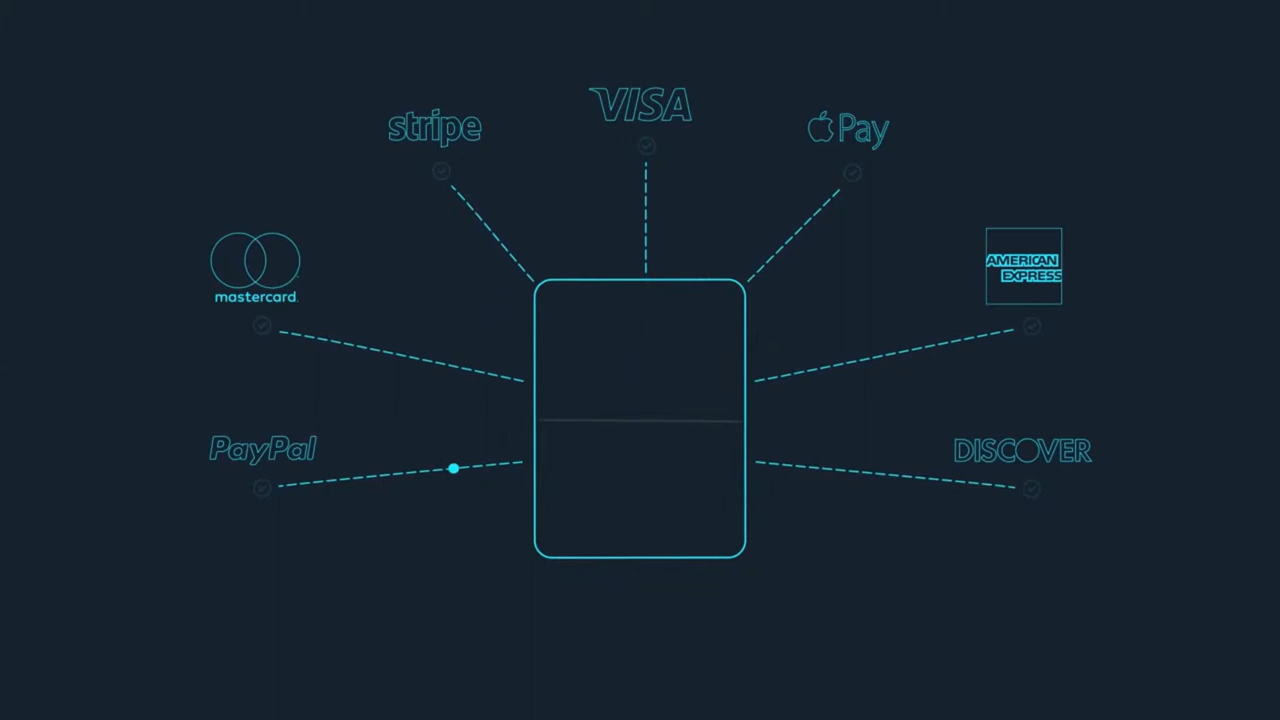 VISA
stripe
Pay
mastercard.
AMERICAN
EXPRESS
PayPal
DISCOVER